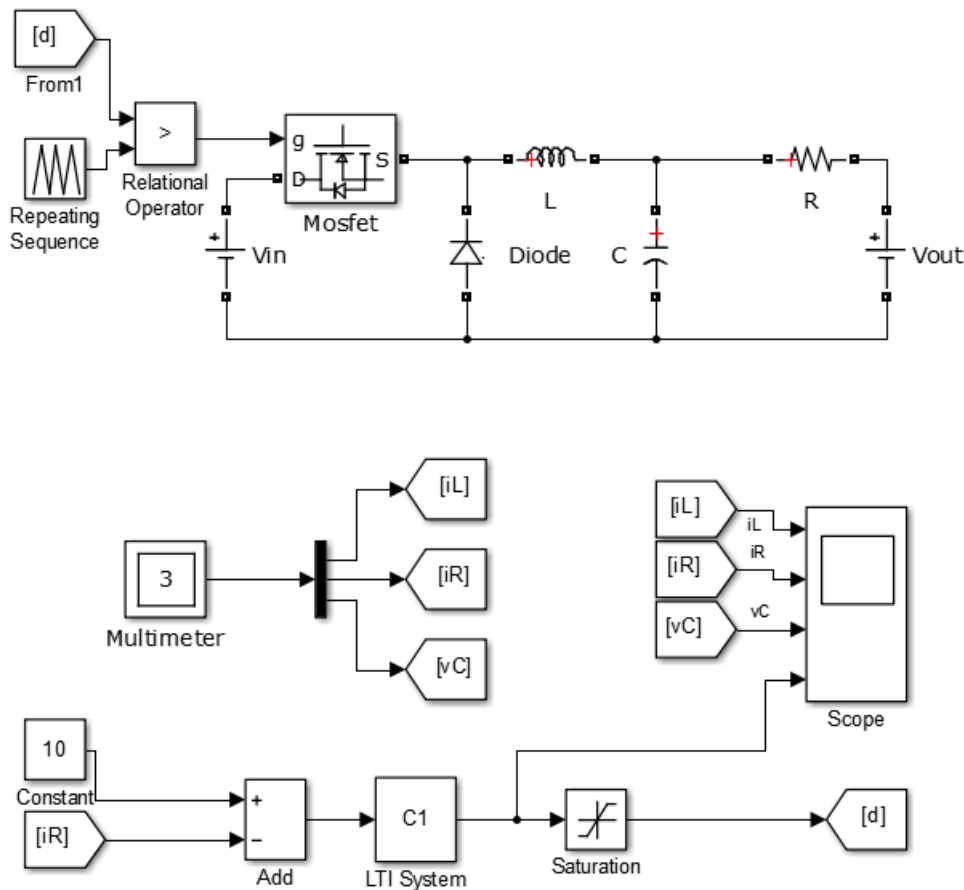 [d]
From1
>
Relational
Operator
Repeating
Sequence
g
D
S
Mosfet
+
Vin
Diode
L
C
R
+
Vout
3
Multimeter
[iL]
[iR]
[vC]
[iL]
iL
[iR]
iR
[vC]
vC
Scope
10
Constant
[iR]
+
−
Add
C1
LTI System
Saturation
[d]